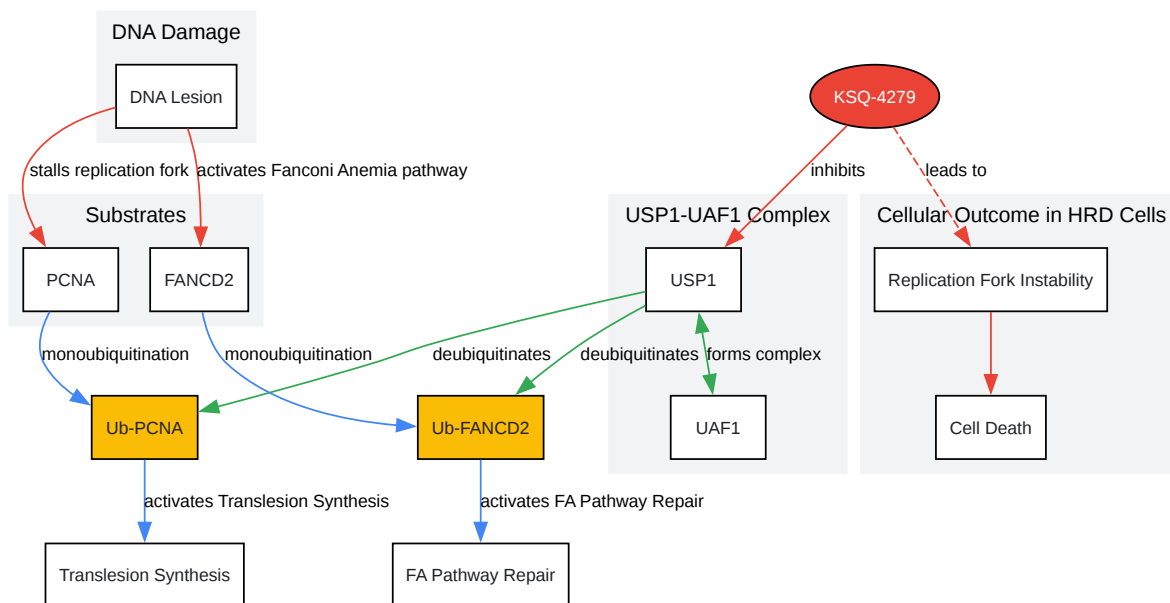 DNA Damage
DNA Lesion
KSQ-4279
stalls replication fork
activates Fanconi Anemia pathway
inhibits
leads to
Substrates
USP1-UAF1 Complex
Cellular Outcome in HRD Cells
PCNA
FANCD2
USP1
Replication Fork Instability
monoubiquitination
monoubiquitination
deubiquitinates
deubiquitinates
forms complex
Ub-PCNA
Ub-FANCD2
UAF1
Cell Death
activates Translesion Synthesis
activates FA Pathway Repair
Translesion Synthesis
FA Pathway Repair